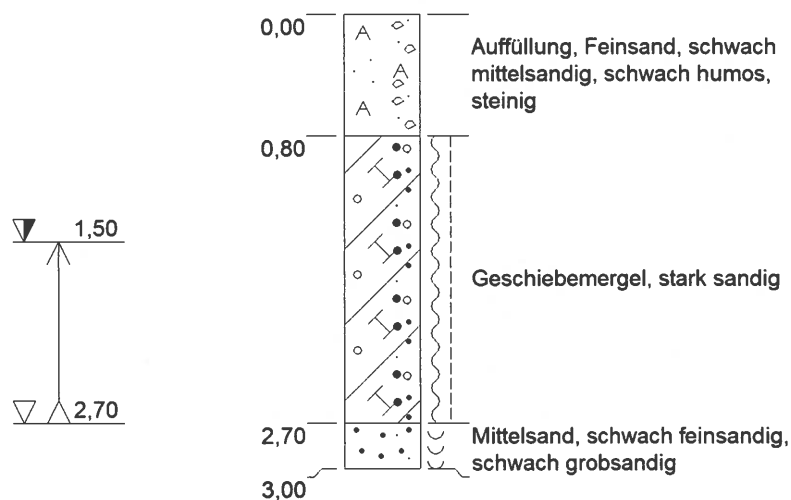 0,00
Auffüllung, Feinsand, schwach
mittelsandig, schwach humos,
steinig
A
A
A
0,80
1,50
Geschiebemergel, stark sandig
2,70
2,70
Mittelsand, schwach feinsandig,
schwach grobsandig
3,00